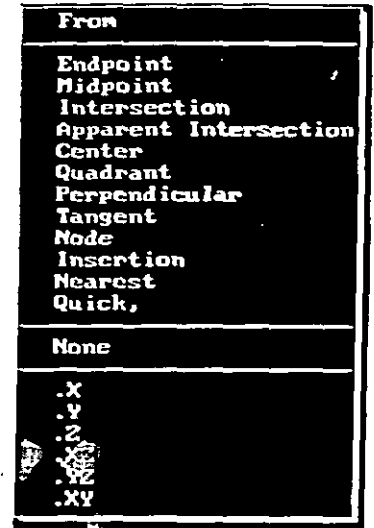 From
Endpoint
Midpoint
Intersection
Apparent Intersection
Center
Quadrant
Perpendicular
Tangent
Node
Insertion
Nearest
Quick,
None
.X
.Y
.Z
.YZ
.XY